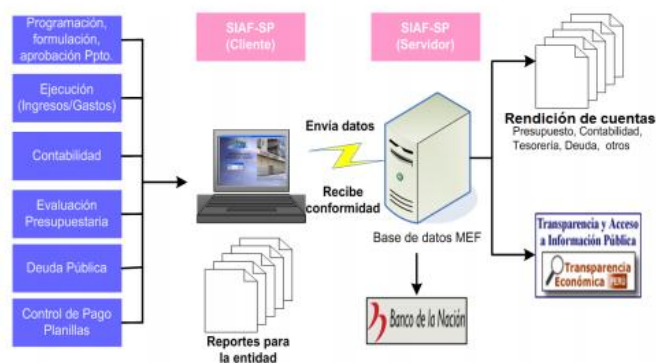 Programación,
formulación,
aprobación Ppto.
Ejecución
(Ingresos/Gastos)
Contabilidad
Evaluación
Presupuestaria
Deuda Pública
Control de Pago
Planillas
SIAF-SP
(Cliente)
Reportes para
la entidad
Envia datos
Recibe
conformidad
SIAF-SP
(Servidor)
Base de datos MEF
Banco de la Nación
Rendición de cuentas
Presupuesto, Contabilidad,
Tesorería, Deuda, otros
Transparencia y Acceso
a Información Pública
Transparencia
Económica PERÚ